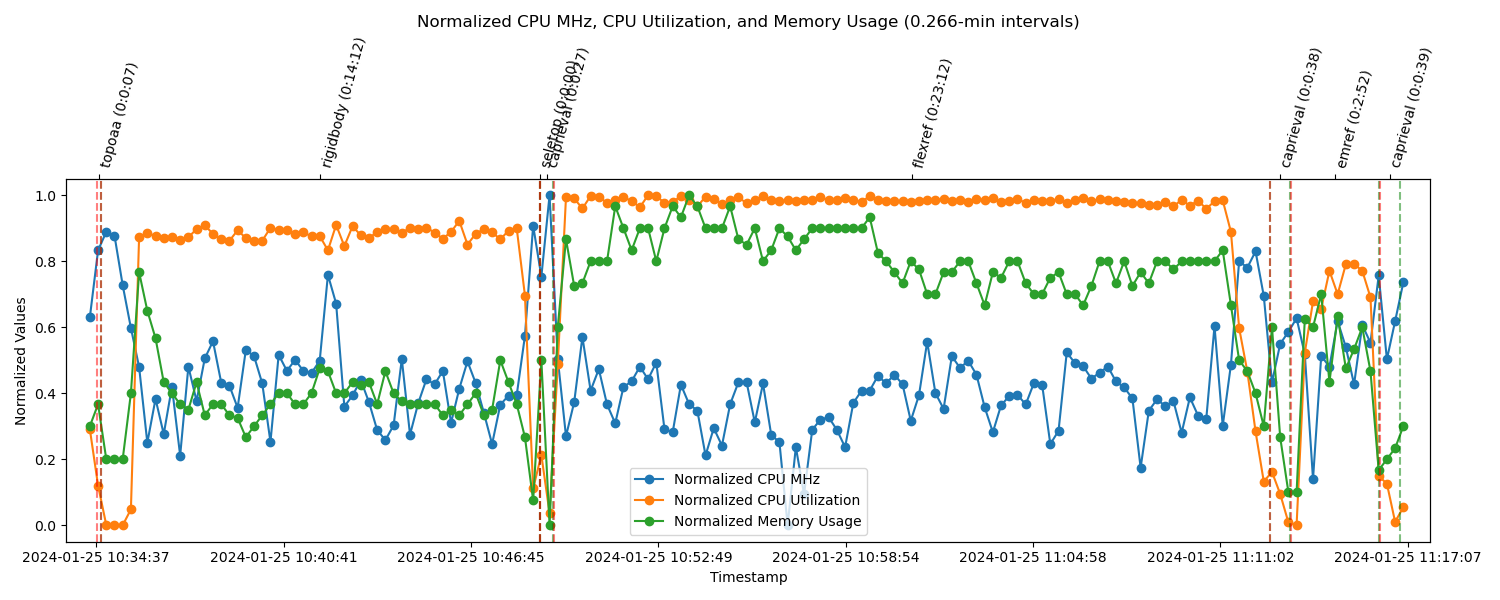 Normalized CPU MHz, CPU Utilization, and Memory Usage (0.266-min intervals)
topoaa (0:0:07)
rigidbody (0:14:12)
seletop (0:0:00)
caprieval (0:0:27)
flexref (0:23:12)
caprieval (0:0:38)
emref (0:2:52)
caprieval (0:0:39)
Normalized Values
1.0
0.8
0.6
0.4
0.2
0.0
Normalized CPU MHz
Normalized CPU Utilization
Normalized Memory Usage
2024-01-25 10:34:37
2024-01-25 10:40:41
2024-01-25 10:46:45
2024-01-25 10:52:49
2024-01-25 10:58:54
2024-01-25 11:04:58
2024-01-25 11:11:02
2024-01-25 11:17:07
Timestamp